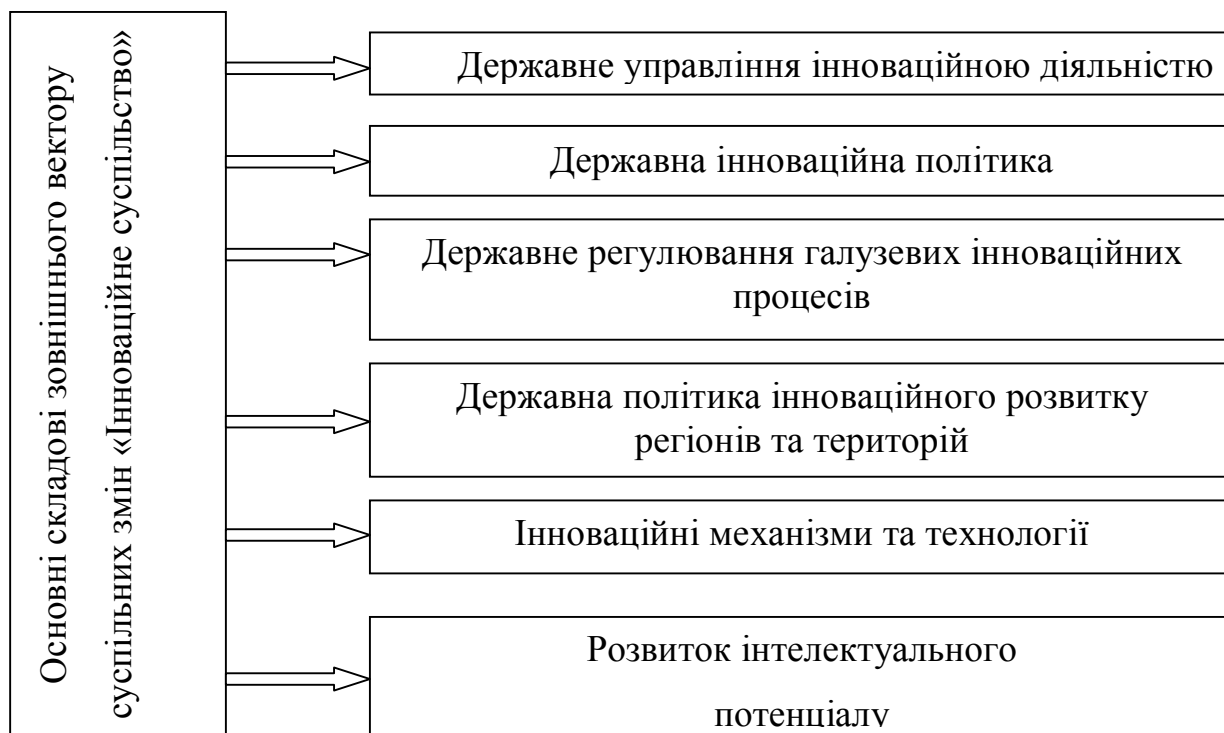 Основні складові зовнішнього вектору
суспільних змін «Інноваційне суспільство»
Державне управління інноваційною діяльністю
Державна інноваційна політика
Державне регулювання галузевих інноваційних
процесів
Державна політика інноваційного розвитку
регіонів та територій
Інноваційні механізми та технології
Розвиток інтелектуального
потенціалу